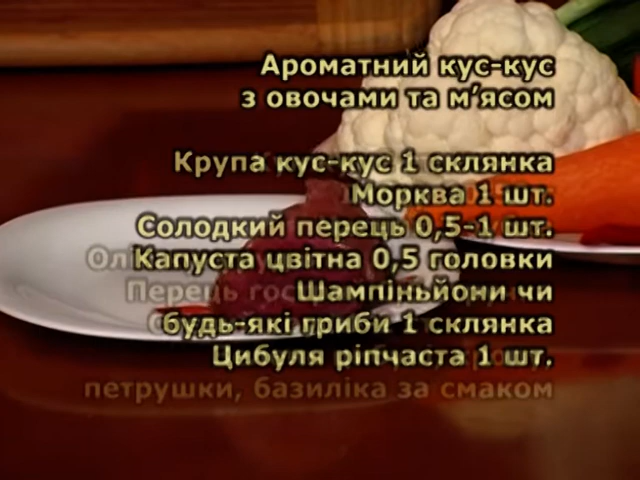 Ароматний кус-кус
з овочами та м’ясом
Крупа кус-кус 1 склянка
Морква 1 шт.
Солодкий перець 0,5-1 шт.
Капуста цвітна 0,5 головки
Шампіньйони чи
будь-які гриби 1 склянка
Цибуля ріпчаста 1 шт.
Перець
петрушки, базиліка за смаком